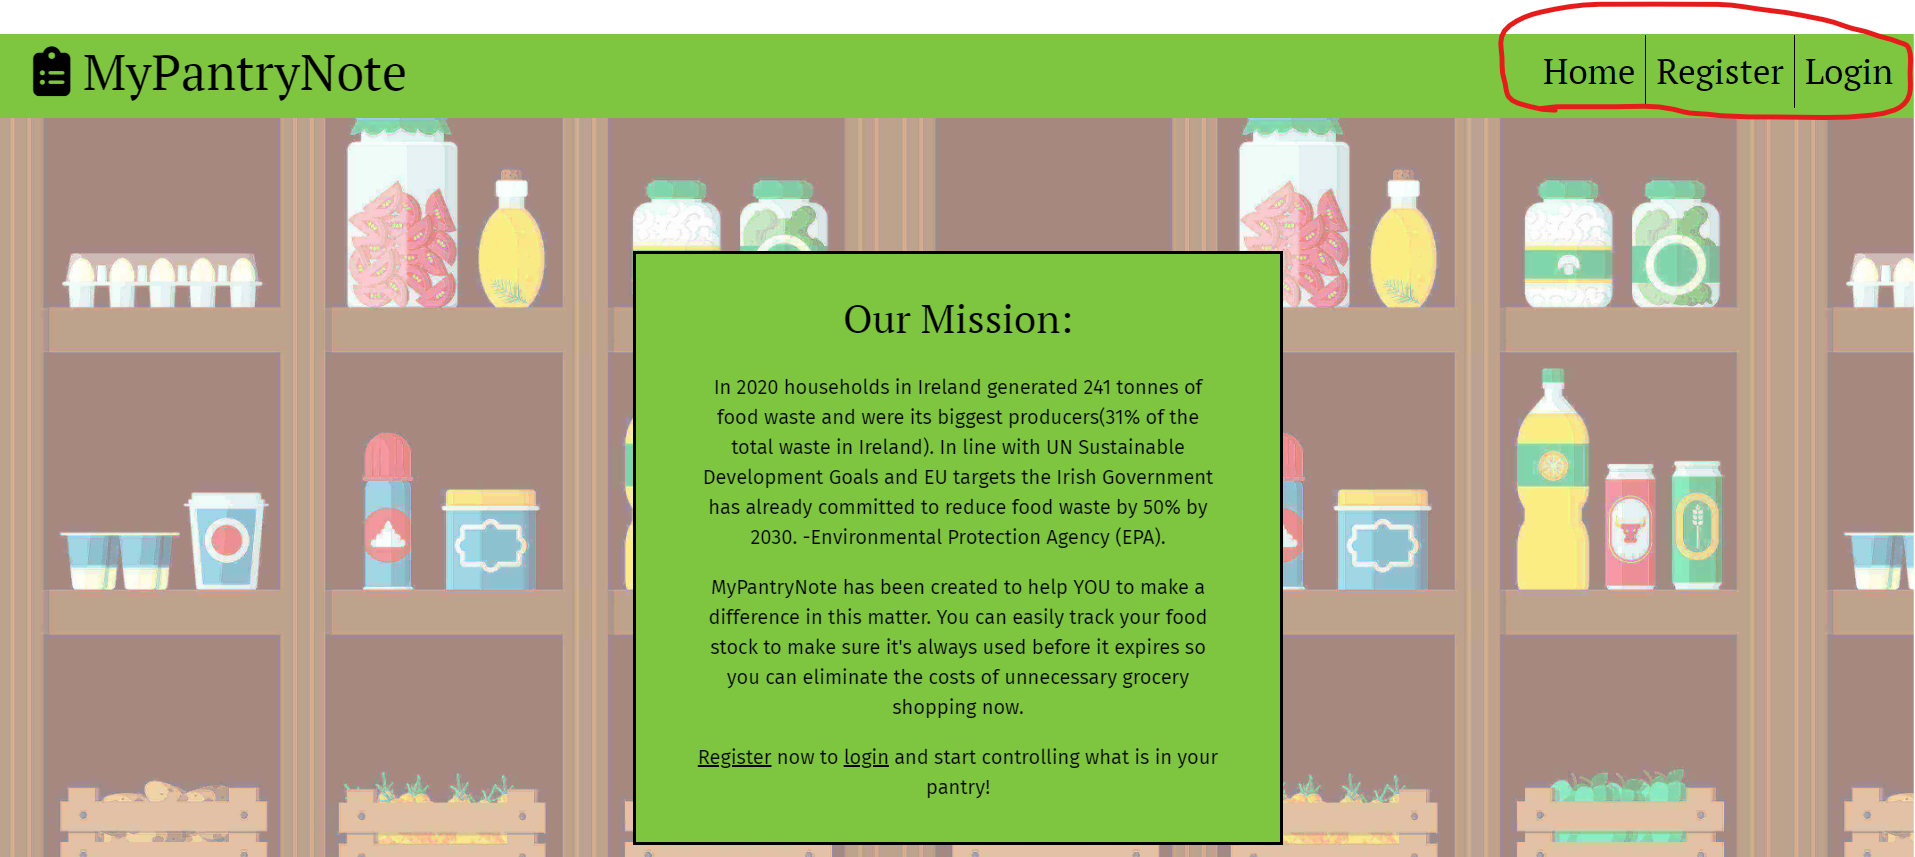 MyPantryNote
Home Register Login
Our Mission:
In 2020 households in Ireland generated 241 tonnes of
food waste and were its biggest producers(31% of the
total waste in Ireland). In line with UN Sustainable
Development Goals and EU targets the Irish Government
has already committed to reduce food waste by 50% by
2030. -Environmental Protection Agency (EPA).
MyPantryNote has been created to help YOU to make a
difference in this matter. You can easily track your food
stock to make sure it's always used before it expires so
you can eliminate the costs of unnecessary grocery
shopping now.
Register now to login and start controlling what is in your
pantry!